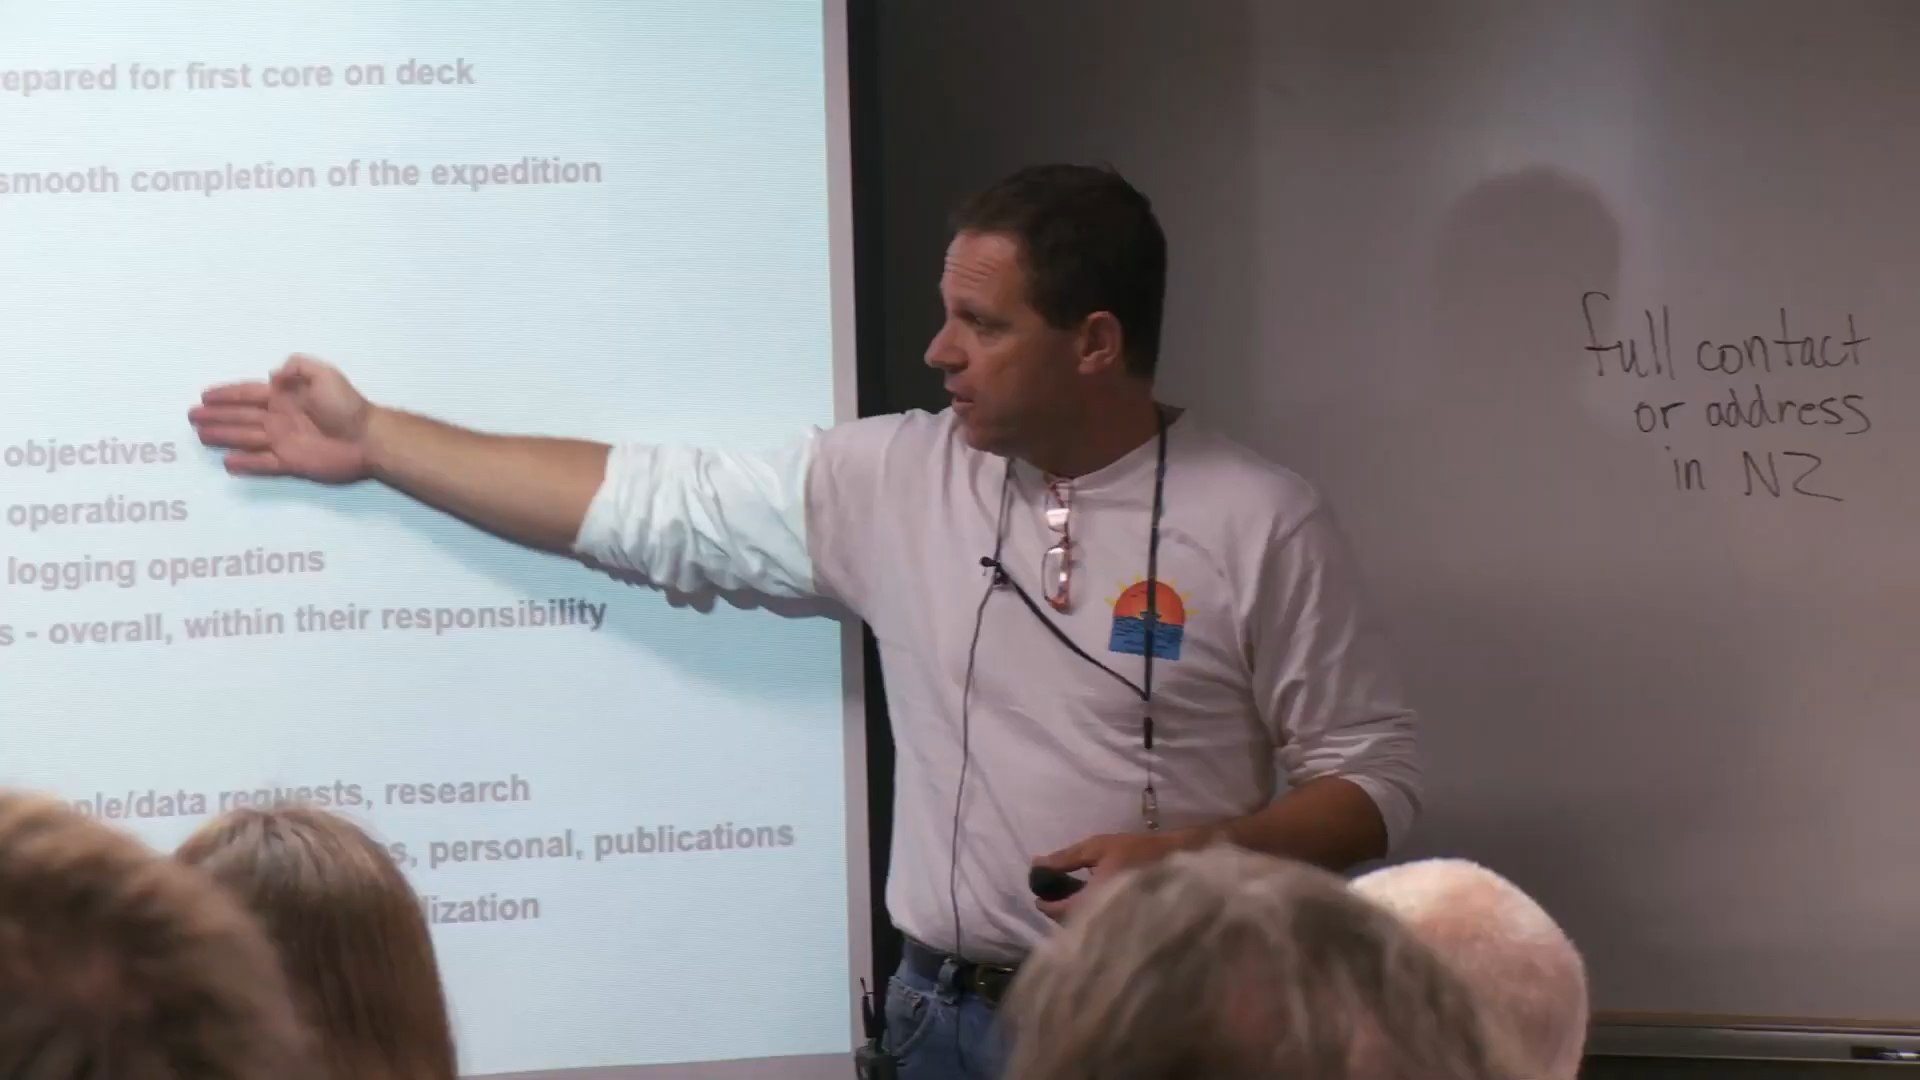 epared for first core on deck
smooth completion of the expedition
objectives
operations
logging operations
s - overall, within their responsibility
ple/data requests, research
s, personal, publications
lization
full contact
or address
in NZ